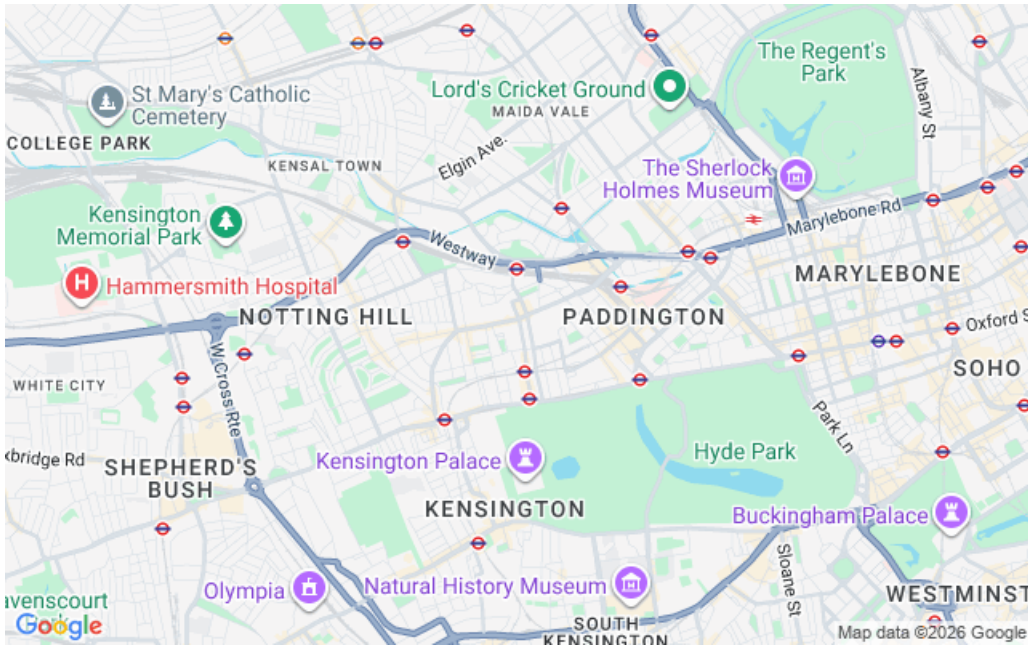 The Regent's
Park
Albany St
Lord's Cricket Ground
MAIDA VALE
St Mary's Catholic
Cemetery
COLLEGE PARK
KENSAL TOWN
Elgin Ave.
The Sherlock
Holmes Museum
Kensington
Memorial Park
Marylebone Rd
Westway
MARYLEBONE
H
Hammersmith Hospital
NOTTING HILL
PADDINGTON
Oxford S
SOHO
WHITE CITY
W Cross Rte
Park Ln
xbridge Rd
SHEPHERD'S
BUSH
Kensington Palace
Hyde Park
KENSINGTON
Buckingham Palace
Sloane St
Olympia
Natural History Museum
WESTMINST
avenscourt
Google
SOUTH
KENSINGTON
Map data ©2026 Google